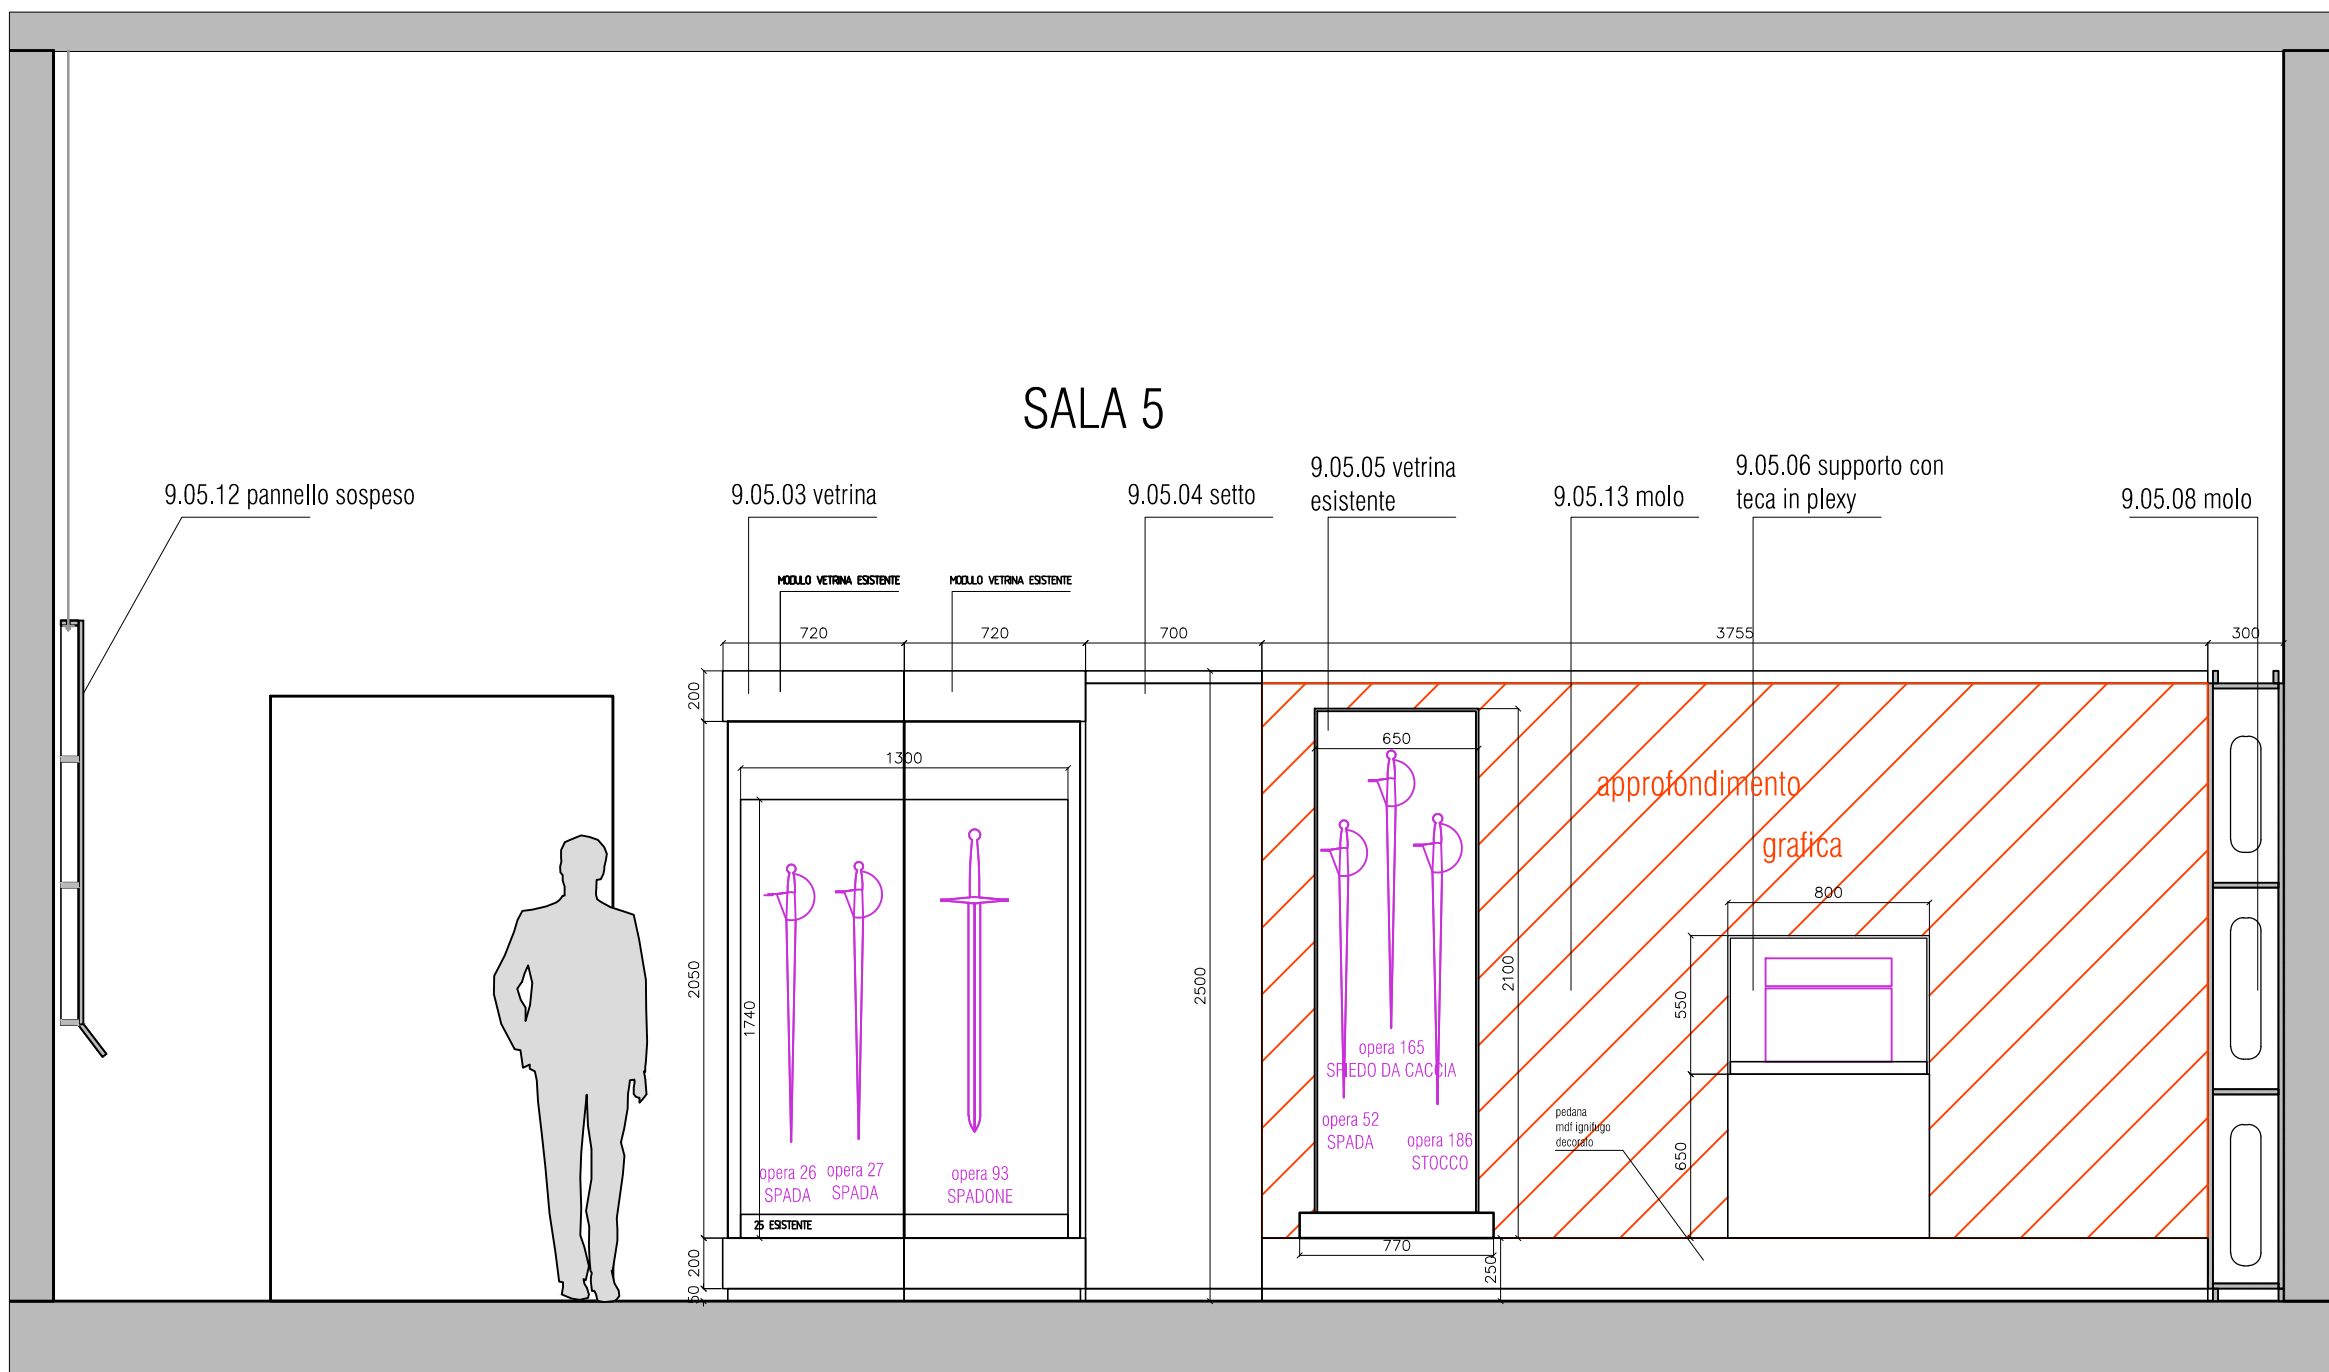 SALA 5
9.05.12 pannello sospeso
9.05.03 vetrina
9.05.04 setto
9.05.05 vetrina
esistente
9.05.13 molo
9.05.06 supporto con
teca in plexy
9.05.08 molo
MODULO VETRINA ESISTENTE
MODULO VETRINA ESISTENTE
720
720
700
3755
300
200
2050
200
50
1300
1740
2500
650
2100
800
550
650
770
250
approfondimento
grafica
opera 26
SPADA
opera 27
SPADA
opera 93
SPADONE
25 ESISTENTE
opera 165
SPIEDO DA CACCIA
opera 52
SPADA
opera 186
STOCCO
pedana
mdf ignifugo
decorato